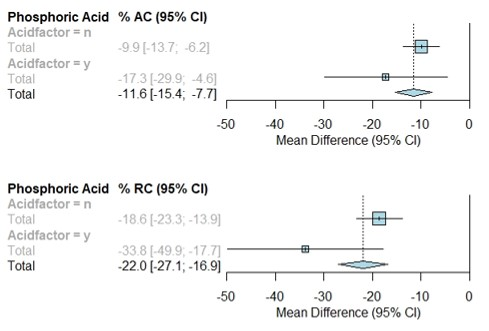 Phosphoric Acid % AC (95% CI)
Acidfactor = n
Total -9.9 [-13.7; -6.2]
Acidfactor = y
Total -17.3 [-29.9; -4.6]
Total -11.6 [-15.4; -7.7]
-50 -40 -30 -20 -10 0
Mean Difference (95% CI)
Phosphoric Acid % RC (95% CI)
Acidfactor = n
Total -18.6 [-23.3; -13.9]
Acidfactor = y
Total -33.8 [-49.9; -17.7]
Total -22.0 [-27.1; -16.9]
-50 -40 -30 -20 -10 0
Mean Difference (95% CI)